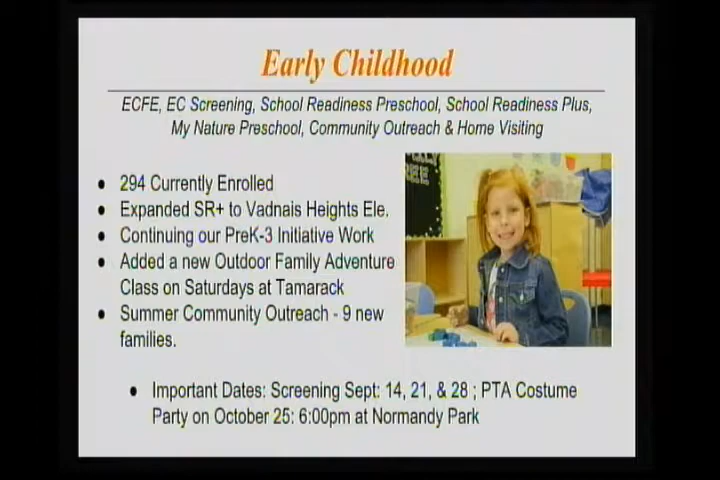 Early Childhood
ECFE, EC Screening, School Readiness Preschool, School Readiness Plus,
My Nature Preschool, Community Outreach & Home Visiting
• 294 Currently Enrolled
• Expanded SR+ to Vadnais Heights Ele.
• Continuing our PreK-3 Initiative Work
• Added a new Outdoor Family Adventure
Class on Saturdays at Tamarack
• Summer Community Outreach - 9 new
families.
• Important Dates: Screening Sept: 14, 21, & 28 ; PTA Costume
Party on October 25: 6:00pm at Normandy Park